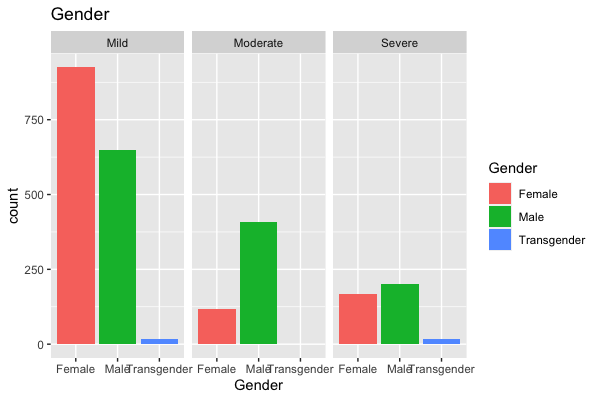 Gender
Mild Moderate Severe
750
500
250
0
count
Female Male Transgender Female Male Transgender Female Male Transgender
Gender
Gender
Female
Male
Transgender